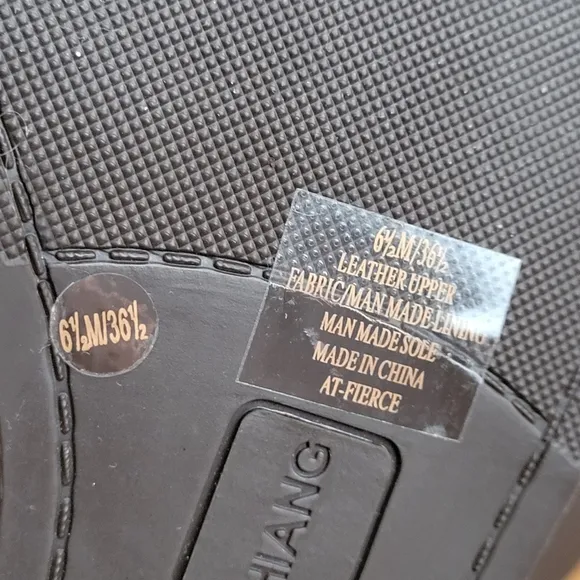 6½M/36½
6½M/36½
LEATHER UPPER
FABRIC/MAN MADE LINING
MAN MADE SOLE
MADE IN CHINA
AT-FIERCE
HIANG